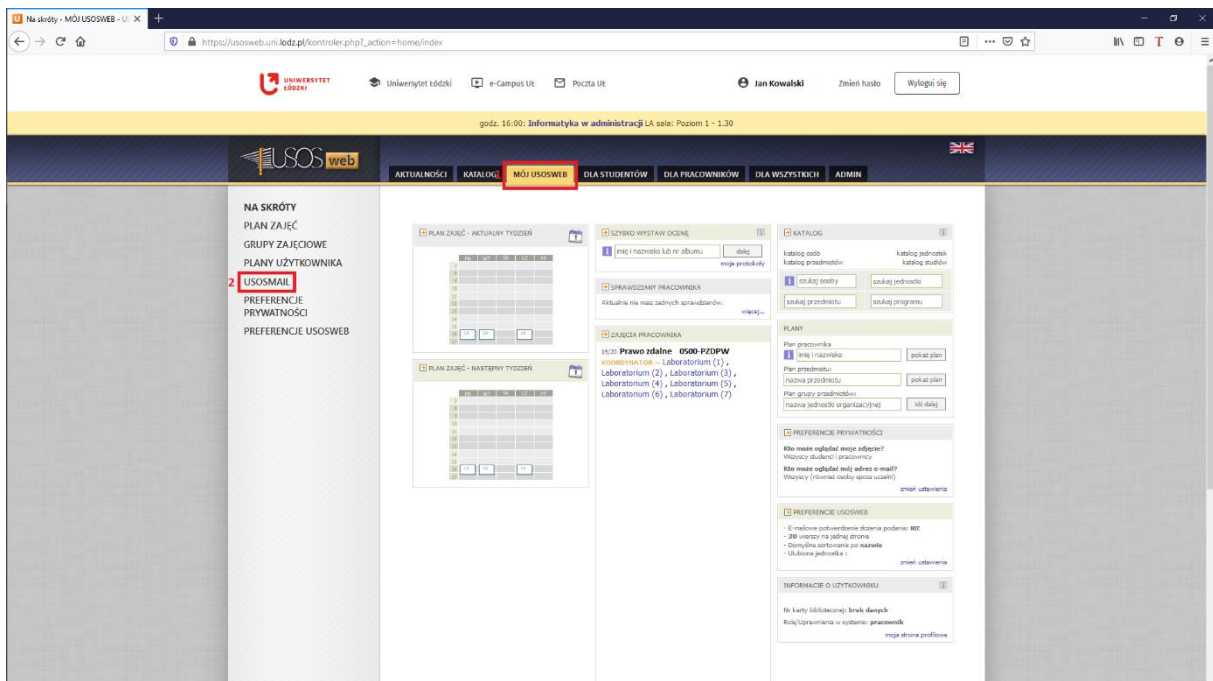 Na skróty - MÓJ USOSWEB - U
https://usosweb.uni.lodz.pl/kontroler.php?_action=home/index
UNIWERSYTET
ŁÓDZKI
Uniwersytet Łódzki e-Campus UŁ Poczta UŁ Jan Kowalski Zmień hasło Wyloguj się
godz. 16:00: Informatyka w administracji LA sala: Poziom 1 - 1.30
USOS web
AKTUALNOŚCI KATALOG 1 MÓJ USOSWEB DLA STUDENTÓW DLA PRACOWNIKÓW DLA WSZYSTKICH ADMIN
NA SKRÓTY
PLAN ZAJĘĆ
GRUPY ZAJĘCIOWE
PLANY UŻYTKOWNIKA
2 USOSMAIL
PREFERENCJE
PRYWATNOŚCI
PREFERENCJE USOSWEB
PLAN ZAJĘĆ - AKTUALNY TYDZIEŃ
PLAN ZAJĘĆ - NASTĘPNY TYDZIEŃ
SZYBKO WYSTAW OCENĘ
imię i nazwisko lub nr albumu dalej
moje protokoły
SPRAWDZIANY PRACOWNIKA
Aktualnie nie masz żadnych sprawdzianów.
więcej...
ZAJĘCIA PRACOWNIKA
19/20 Prawo zdalne 0500-PZDPW
KOORDYNATOR – Laboratorium (1) ,
Laboratorium (2) , Laboratorium (3) ,
Laboratorium (4) , Laboratorium (5) ,
Laboratorium (6) , Laboratorium (7)
KATALOG
katalog osób katalog jednostek
katalog przedmiotów katalog studiów
szukaj osoby szukaj jednostki
szukaj przedmiotu szukaj programu
PLANY
Plan pracownika
imię i nazwisko pokaż plan
Plan przedmiotu:
nazwa przedmiotu pokaż plan
Plan grupy przedmiotów:
nazwa jednostki organizacyjnej idź dalej
PREFERENCJE PRYWATNOŚCI
Kto może oglądać moje zdjęcie?
Wszyscy studenci i pracownicy
Kto może oglądać mój adres e-mail?
Wszyscy (również osoby spoza uczelni)
zmień ustawienia
PREFERENCJE USOSWEB
- E-mailowe potwierdzenie złożenia podania: NIE
- 30 wierszy na jednej stronie
- Domyślne sortowanie po nazwie
- Ulubiona jednostka :
zmień ustawienia
INFORMACJE O UŻYTKOWNIKU
Nr karty bibliotecznej: brak danych
Role/Uprawnienia w systemie: pracownik
moja strona profilowa